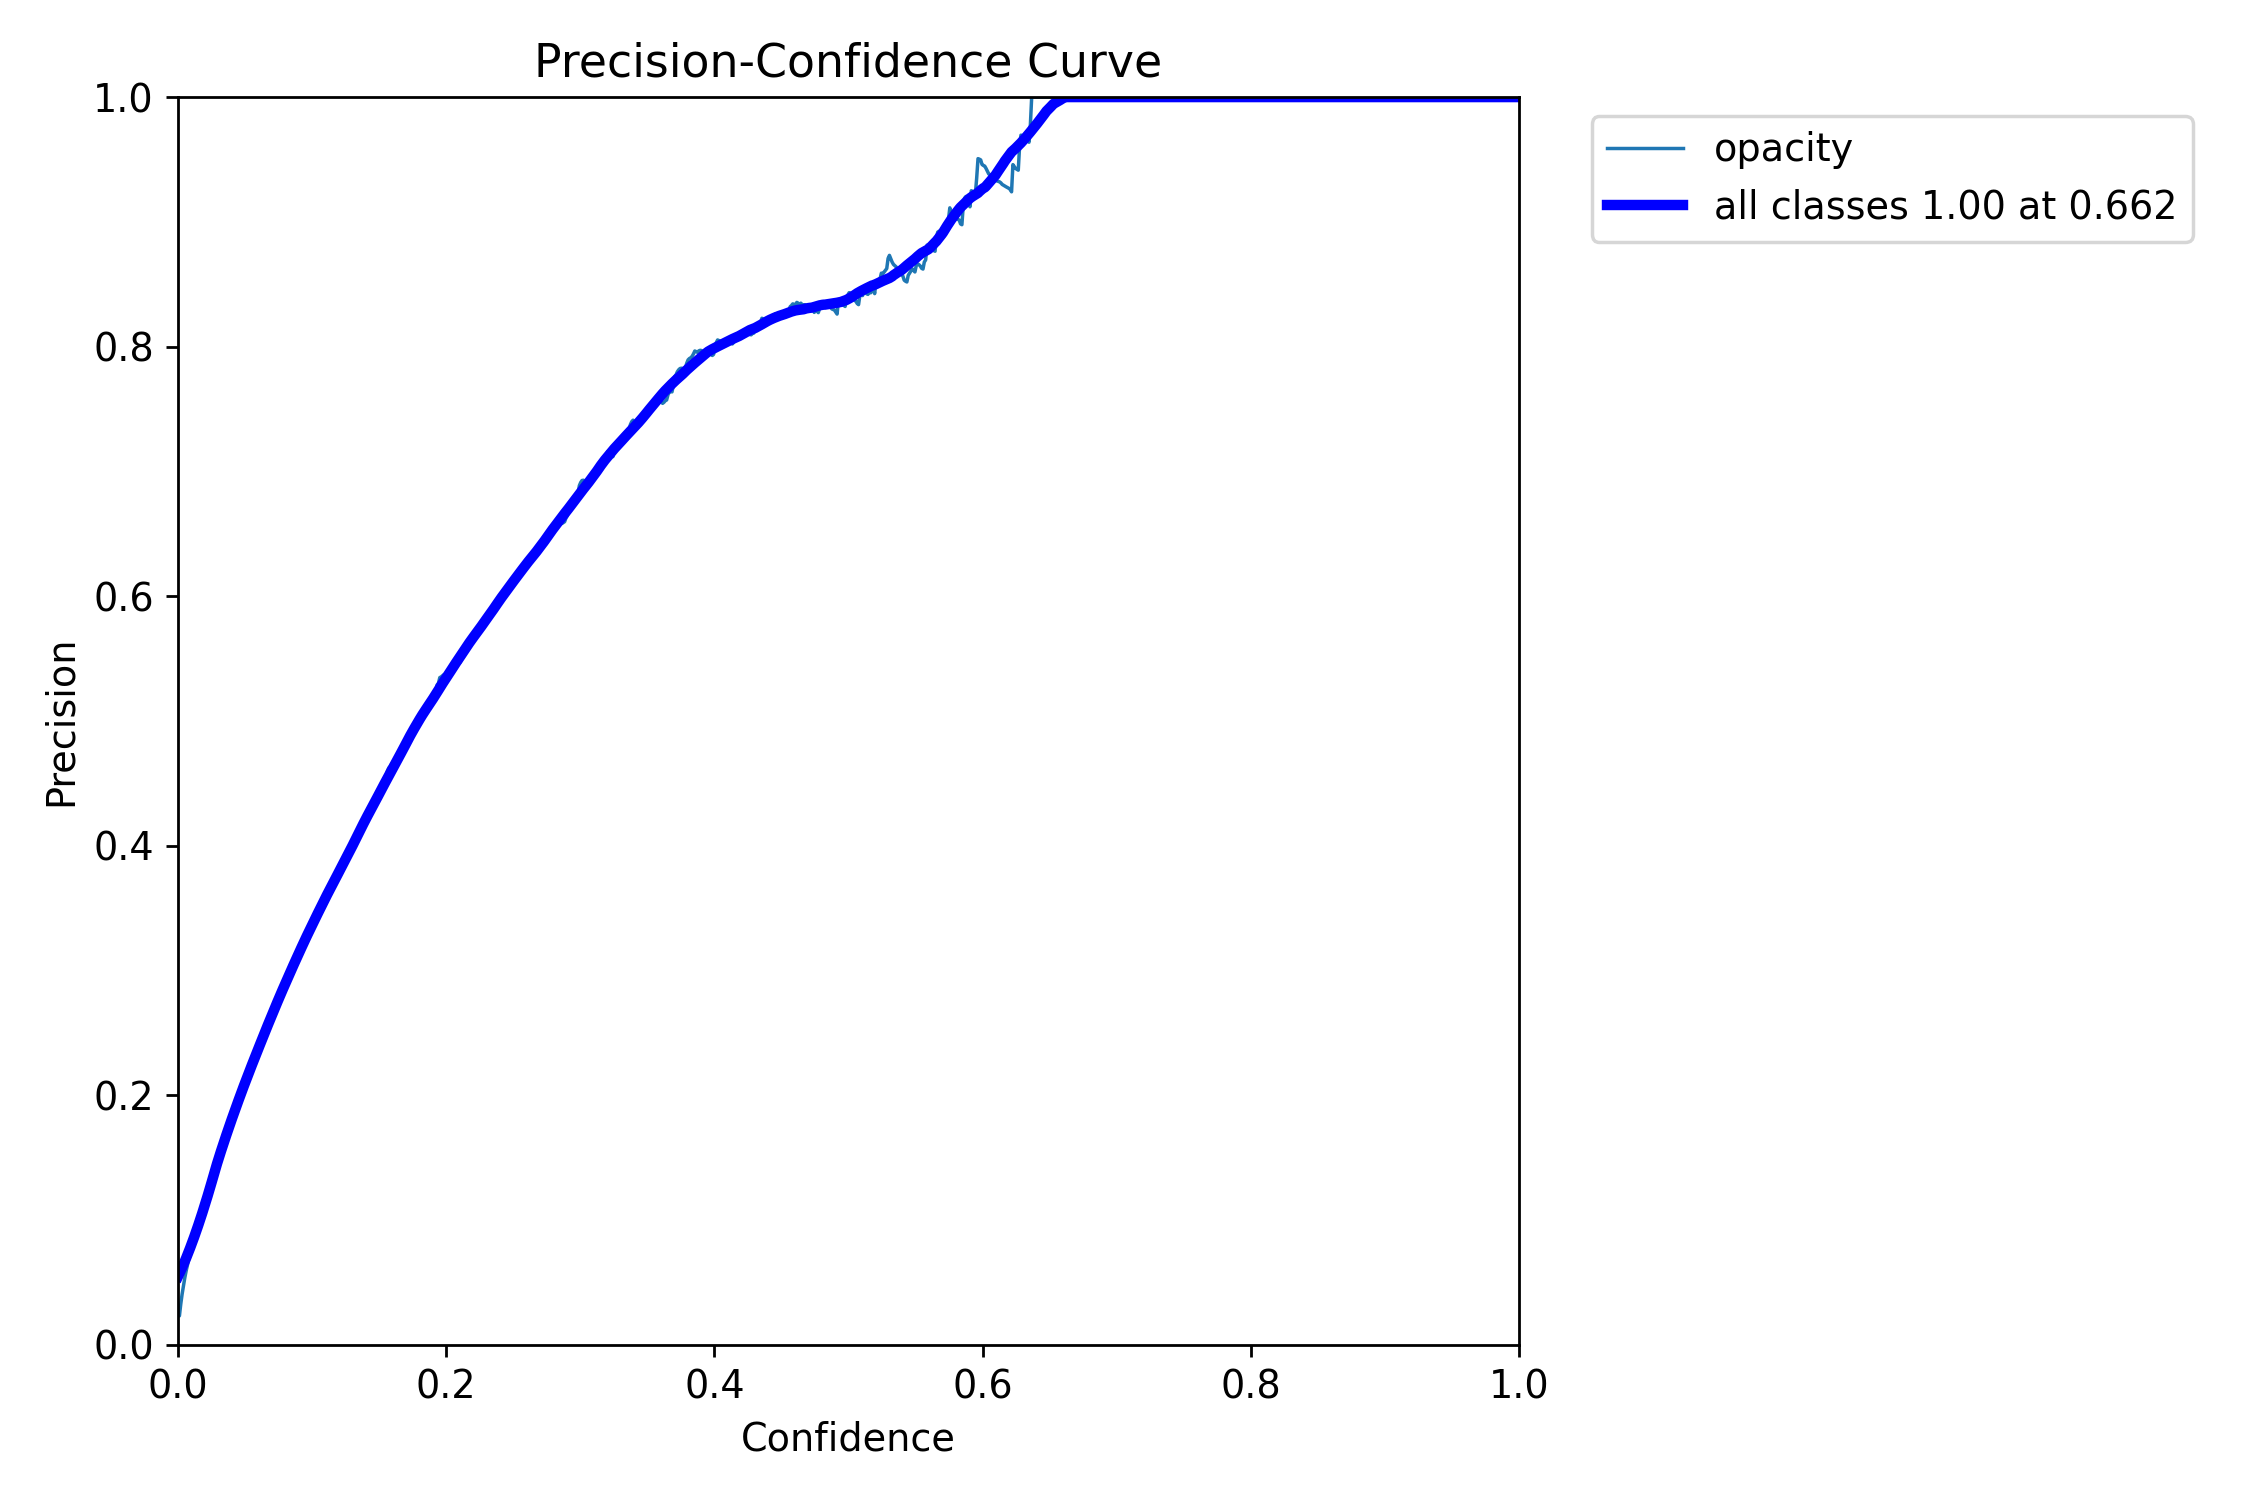 Precision-Confidence Curve
1.0
0.8
0.6
0.4
0.2
0.0
Precision
0.0 0.2 0.4 0.6 0.8 1.0
Confidence
opacity
all classes 1.00 at 0.662